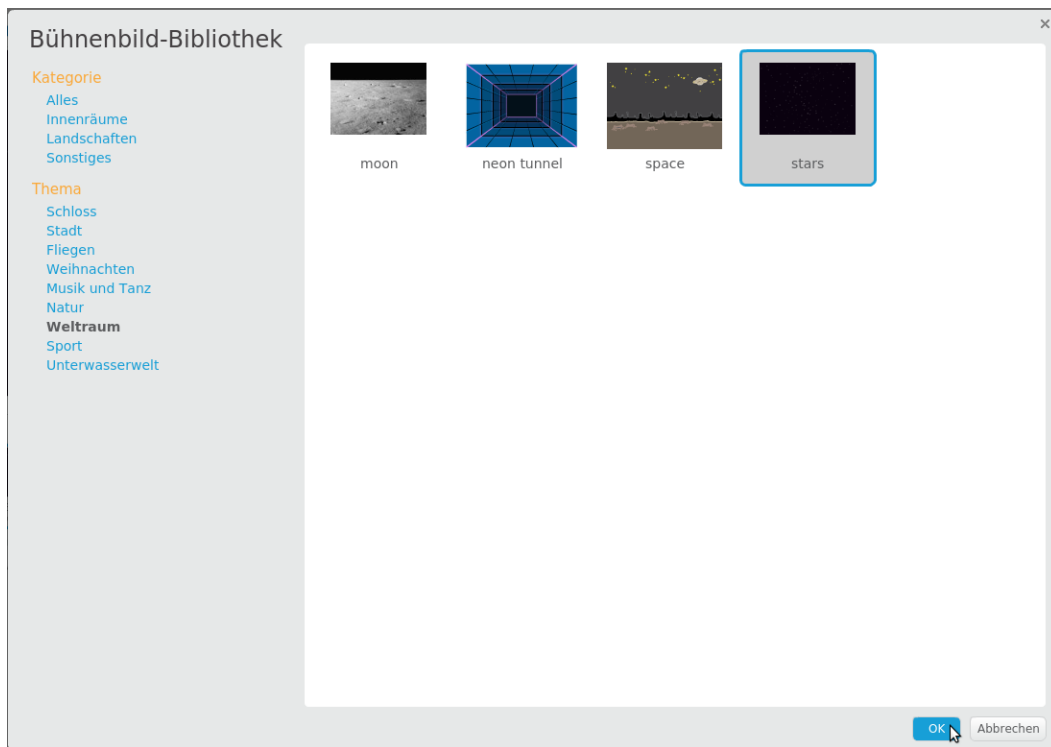 ×
Bühnenbild-Bibliothek
Kategorie
Alles
Innenräume
Landschaften
Sonstiges
Thema
Schloss
Stadt
Fliegen
Weihnachten
Musik und Tanz
Natur
Weltraum
Sport
Unterwasserwelt
moon
neon tunnel
space
stars
OK
Abbrechen